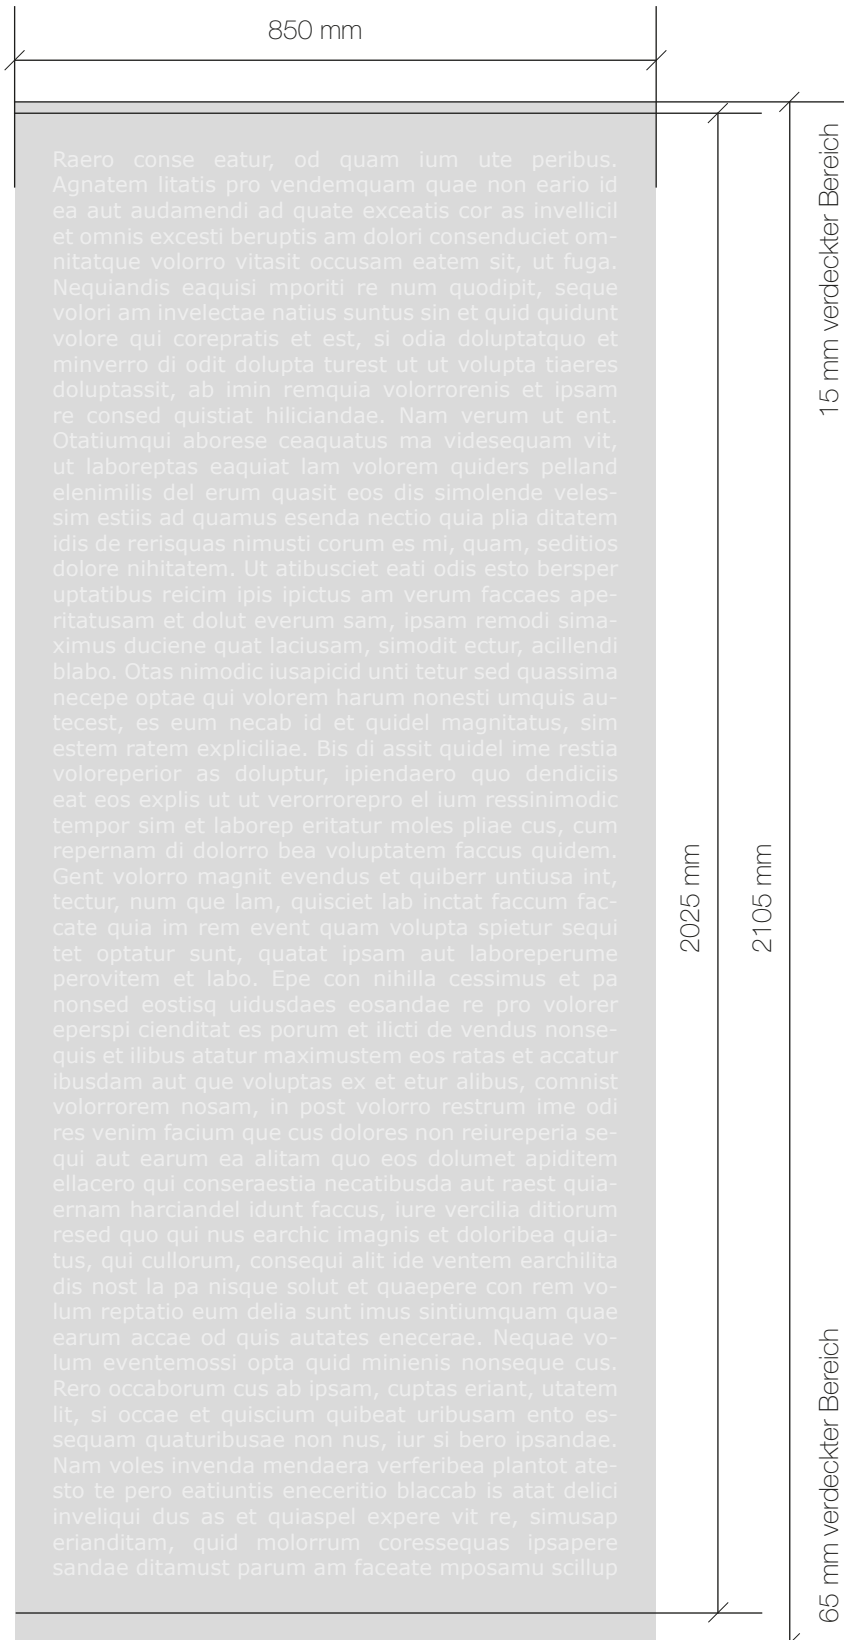 850 mm
Raero conse eatur, od quam ium ute peribus.
Agnatem litatis pro vendemquam quae non eario id
ea aut audamendi ad quate exceatis cor as invellicil
et omnis excesti beruptis am dolori consenduciet om-
nitatque volorro vitasit occusam eatem sit, ut fuga.
Nequiandis eaquisi mporiti re num quodipit, seque
volori am invelectae natius suntus sin et quid quidunt
volore qui corepratis et est, si odia doluptatquo et
minverro di odit dolupta turest ut ut volupta tiaeres
doluptassit, ab imin remquia volorrorenis et ipsam
re consed quistiat hiliciandae. Nam verum ut ent.
Otatiumqui aborese ceaquatus ma videsequam vit,
ut laboreptas eaquiat lam volorem quiders pelland
elenimilis del erum quasit eos dis simolende veles-
sim estiis ad quamus esenda nectio quia plia ditatem
idis de rerisquas nimusti corum es mi, quam, seditios
dolore nihitatem. Ut atibusciet eati odis esto bersper
uptatibus reicim ipis ipictus am verum faccaes ape-
ritatusam et dolut everum sam, ipsam remodi sima-
ximus duciene quat laciusam, simodit ectur, acillendi
blabo. Otas nimodic iusapicid unti tetur sed quassima
necepe optae qui volorem harum nonesti umquis au-
tecest, es eum necab id et quidel magnitatus, sim
estem ratem expliciliae. Bis di assit quidel ime restia
voloreperior as doluptur, ipiendaero quo dendiciis
eat eos explis ut ut verorrorepro el ium ressinimodic
tempor sim et laborep eritatur moles pliae cus, cum
repernam di dolorro bea voluptatem faccus quidem.
Gent volorro magnit evendus et quiberr untiusa int,
tectur, num que lam, quisciet lab inctat faccum fac-
cate quia im rem event quam volupta spietur sequi
tet optatur sunt, quatat ipsam aut laboreperume
perovitem et labo. Epe con nihilla cessimus et pa
nonsed eostisq uidusdaes eosandae re pro volorer
eperspi cienditat es porum et ilicti de vendus nonse-
quis et ilibus atatur maximustem eos ratas et accatur
ibusdam aut que voluptas ex et etur alibus, comnist
volorrorem nosam, in post volorro restrum ime odi
res venim facium que cus dolores non reiureperia se-
qui aut earum ea alitam quo eos dolumet apiditem
ellacero qui conseraestia necatibusda aut raest quia-
ernam harciandel idunt faccus, iure vercilia ditiorum
resed quo qui nus earchic imagnis et doloribea quia-
tus, qui cullorum, consequi alit ide ventem earchilita
dis nost la pa nisque solut et quaepere con rem vo-
lum reptatio eum delia sunt imus sintiumquam quae
earum accae od quis autates enecerae. Nequae vo-
lum eventemossi opta quid minienis nonseque cus.
Rero occaborum cus ab ipsam, cuptas eriant, utatem
lit, si occae et quiscium quibeat uribusam ento es-
sequam quaturibusae non nus, iur si bero ipsandae.
Nam voles invenda mendaera verferibea plantot ate-
sto te pero eatiuntis eneceritio blaccab is atat delici
inveliqui dus as et quiaspel expere vit re, simusap
erianditam, quid molorrum coressequas ipsapere
sandae ditamust parum am faceate mposamu scillup
2025 mm
2105 mm
15 mm verdeckter Bereich
65 mm verdeckter Bereich